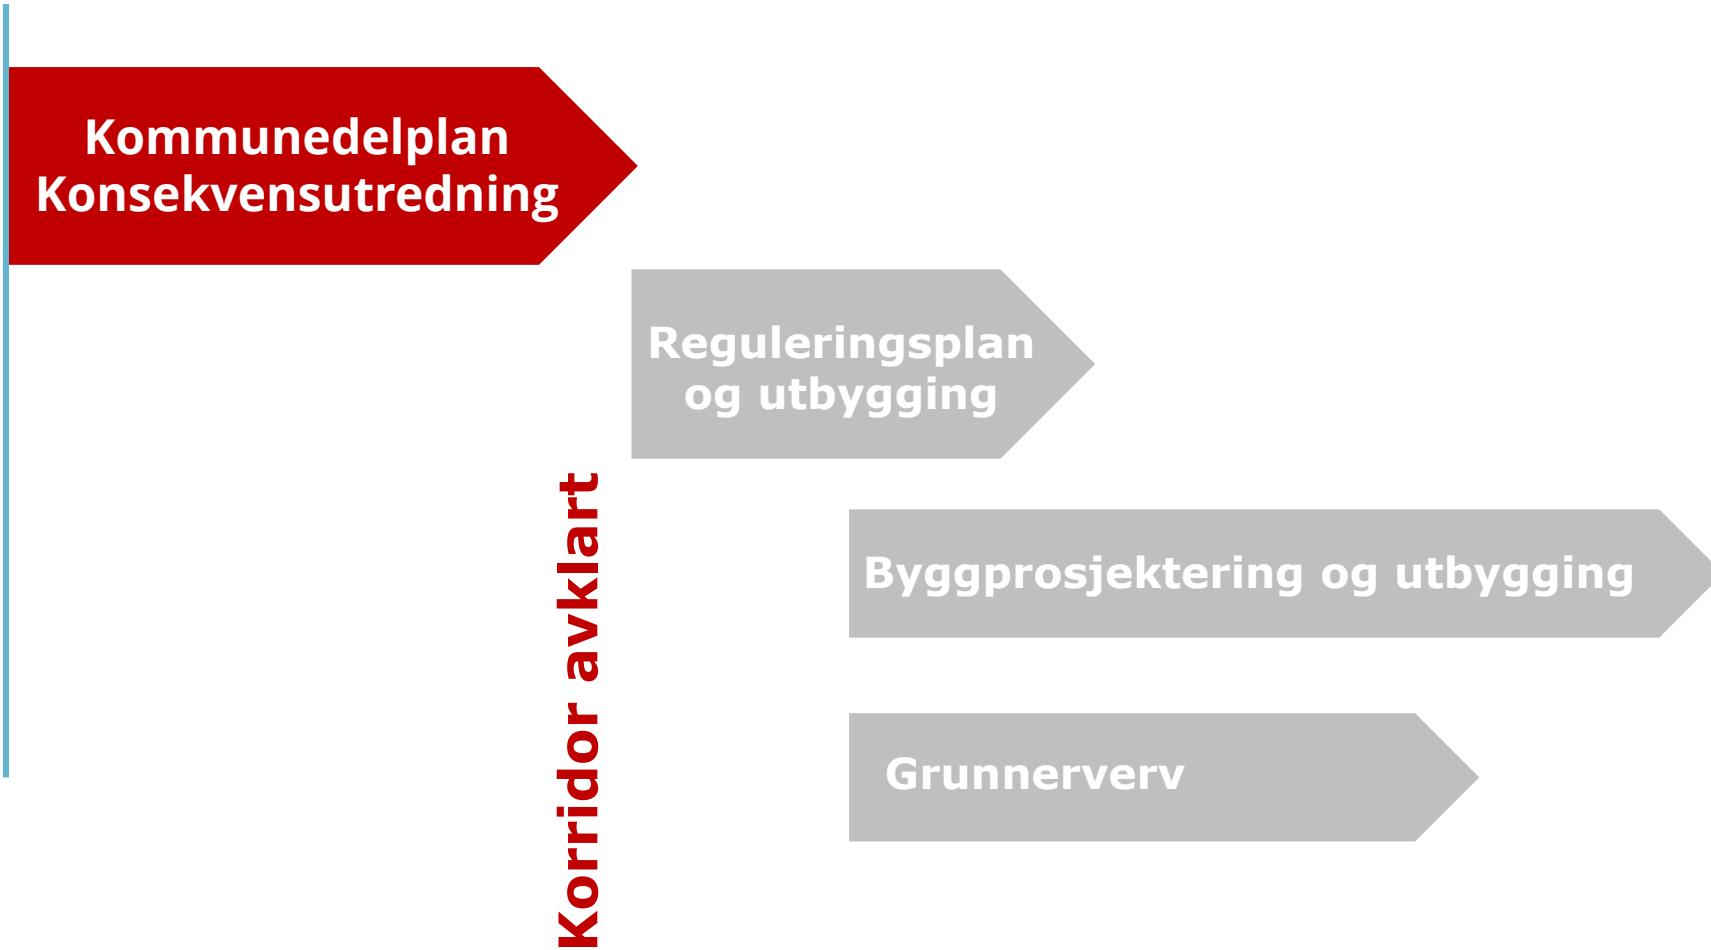 Kommunedelplan
Konsekvensutredning
Reguleringsplan
og utbygging
Korridor avklart
Byggprosjektering og utbygging
Grunnerverv